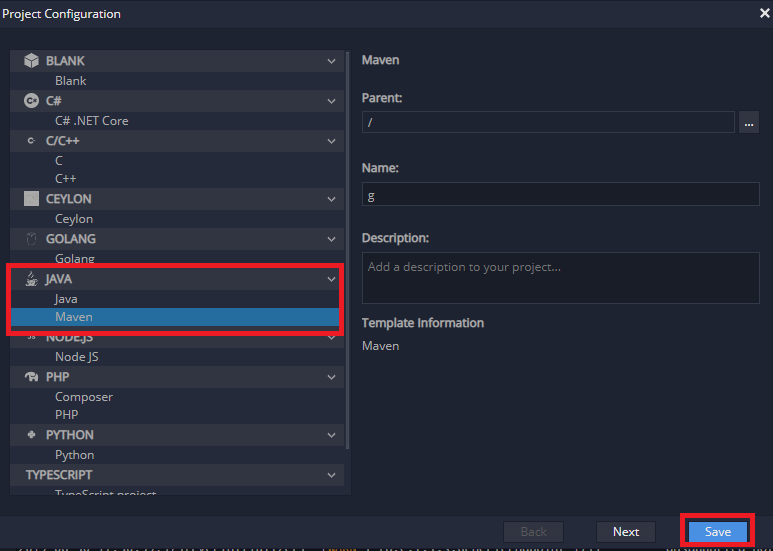 Project Configuration
BLANK
Blank
C#
C# .NET Core
C/C++
C
C++
CEYLON
Ceylon
GOLANG
Golang
JAVA
Java
Maven
NODE.JS
Node JS
PHP
Composer
PHP
PYTHON
Python
TYPESCRIPT
TypeScript project
Maven
Parent:
/
...
Name:
g
Description:
Add a description to your project...
Template Information
Maven
Back
Next
Save